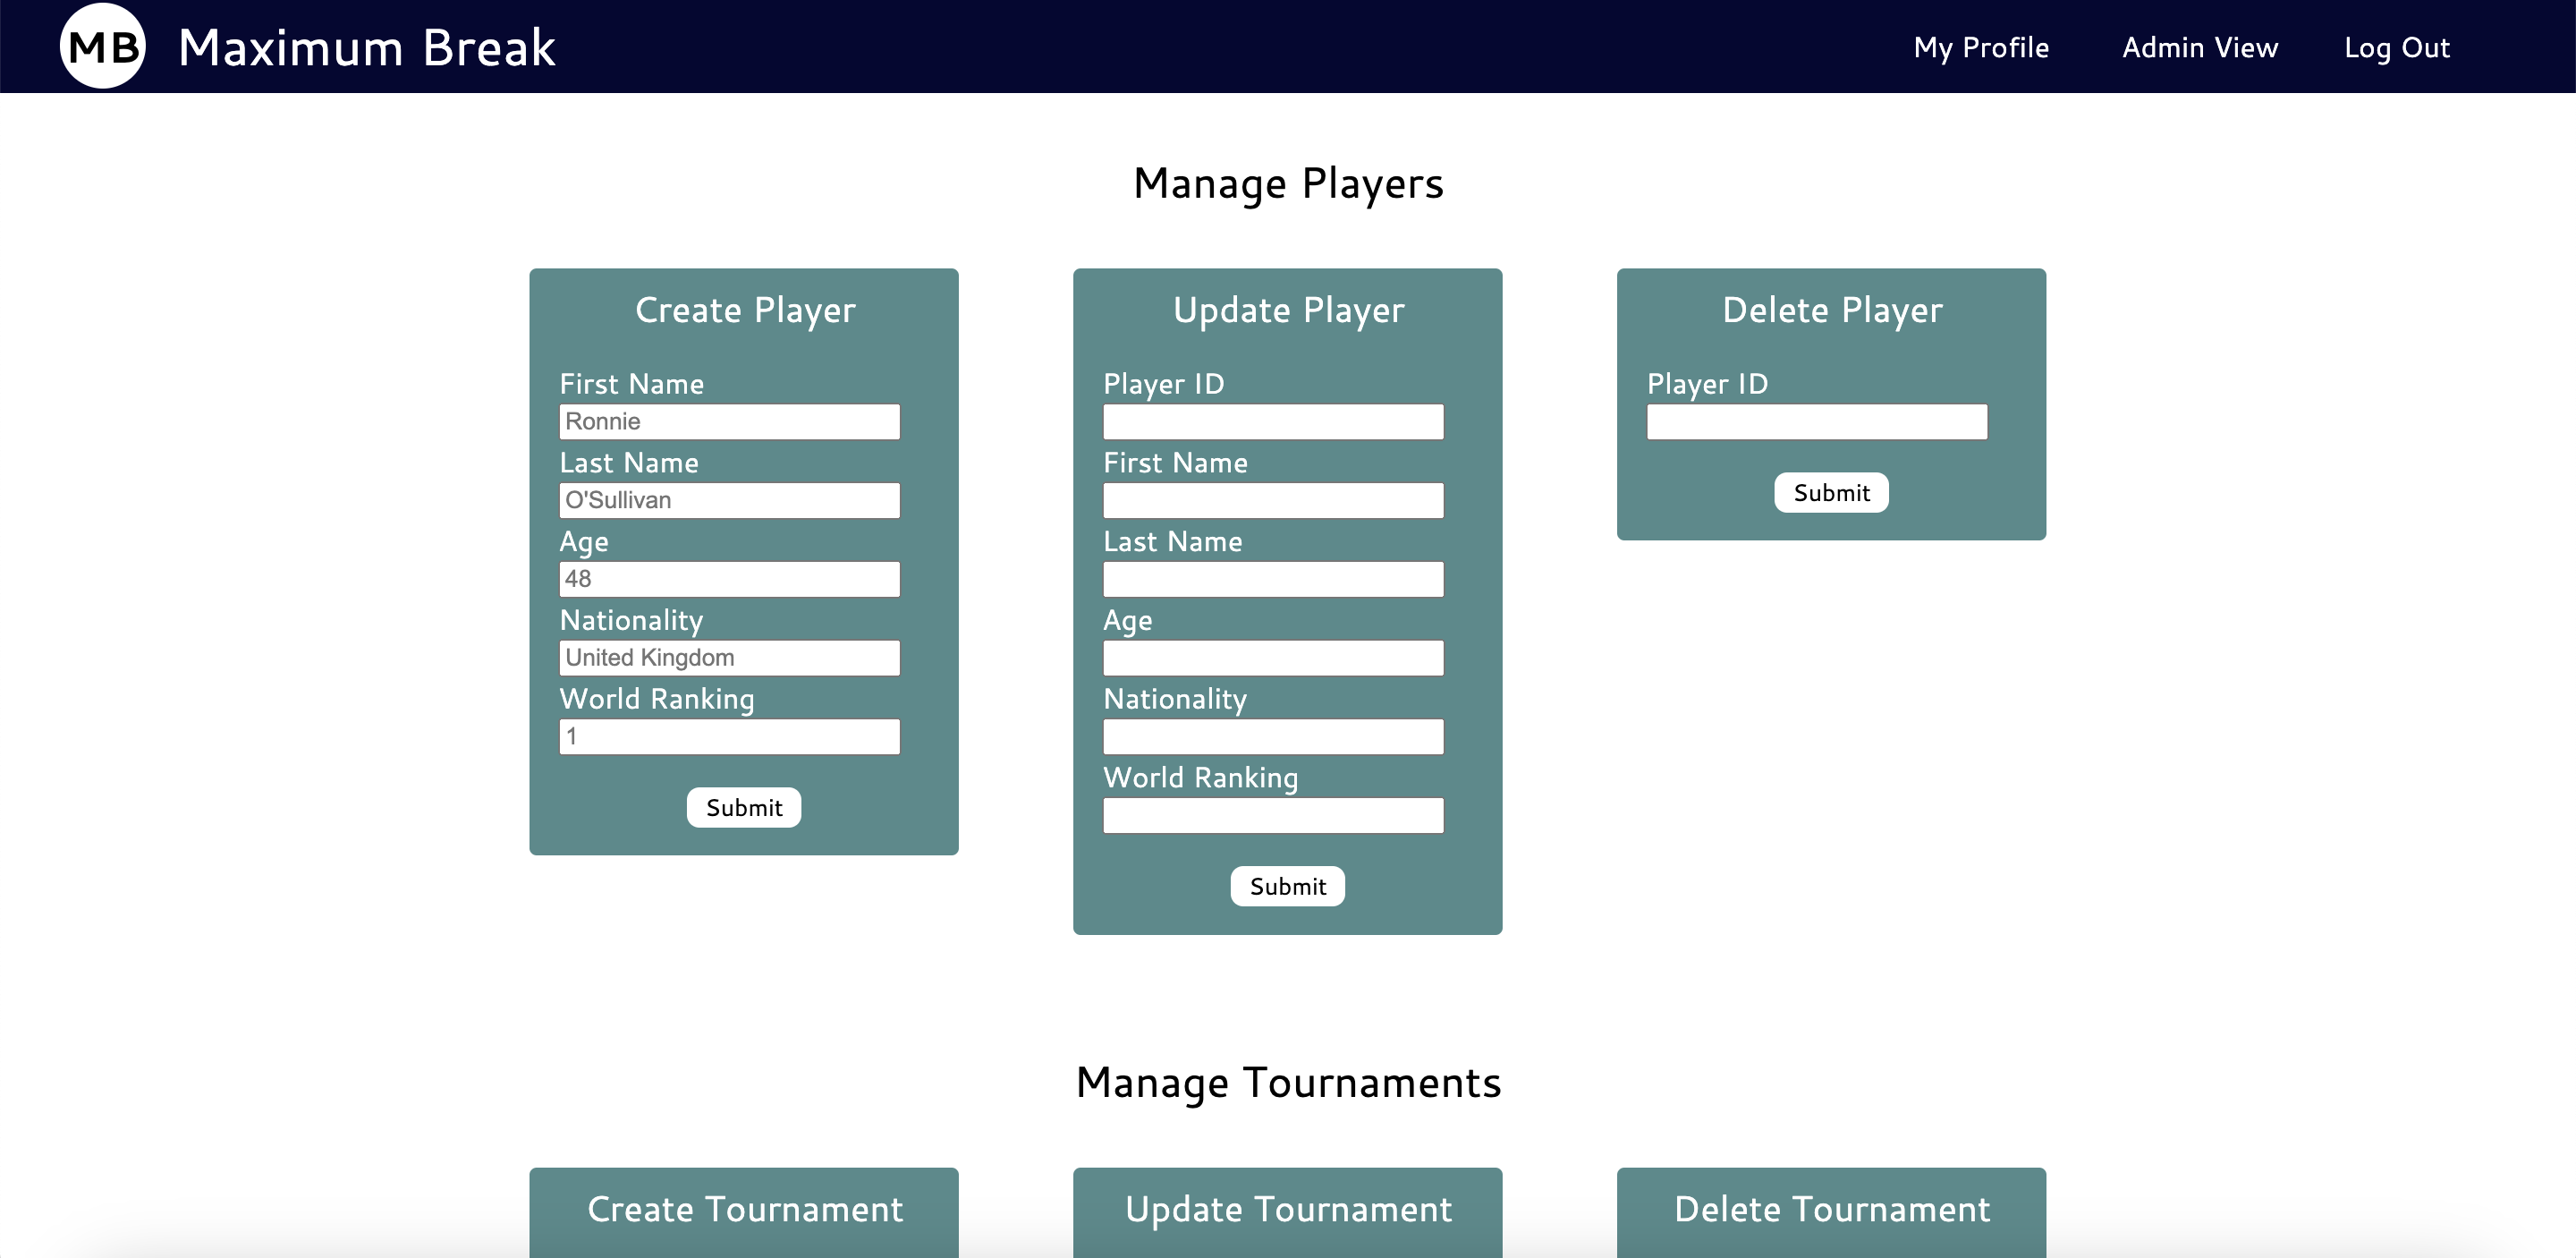 MB Maximum Break
My Profile Admin View Log Out
Manage Players
Create Player
First Name
Ronnie
Last Name
O'Sullivan
Age
48
Nationality
United Kingdom
World Ranking
1
Submit
Update Player
Player ID
First Name
Last Name
Age
Nationality
World Ranking
Submit
Delete Player
Player ID
Submit
Manage Tournaments
Create Tournament
Update Tournament
Delete Tournament